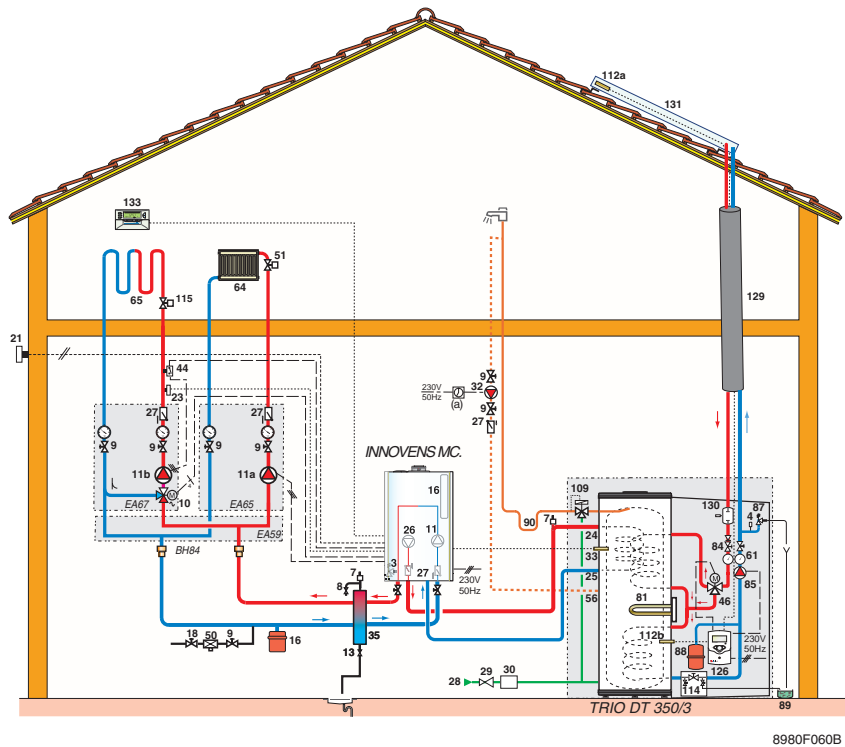 112a
131
133
51
64
65
115
129
21
44
23
230V
50Hz
(a)
9
32
9
27
27
27
9
9
9
9
11b
11a
M
10
EA67
EA65
EA59
BH84
INNOVENS MC.
16
26
11
3
27
230V
50Hz
109
7
90
24
33
25
56
81
112b
130
4
87
84
61
85
M
46
88
126
230V
50Hz
114
89
7
8
35
13
18
50
9
16
28
29
30
TRIO DT 350/3
8980F060B